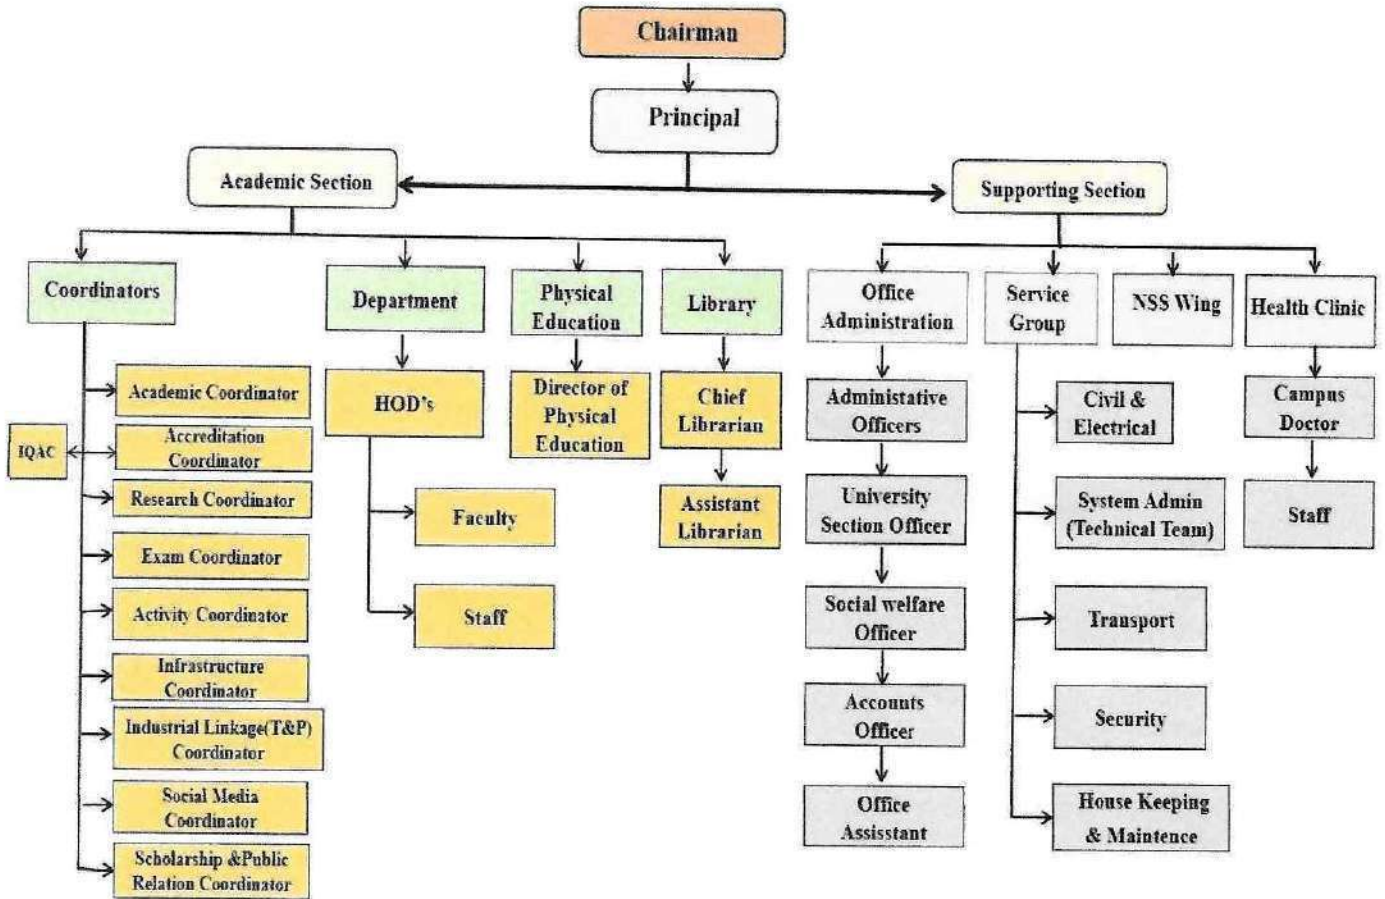 Chairman
Principal
Academic Section
Supporting Section
Coordinators
Department
Physical
Education
Library
Office
Administration
Service
Group
NSS Wing
Health Clinic
Academic Coordinator
IQAC
Accreditation
Coordinator
Research Coordinator
Exam Coordinator
Activity Coordinator
Infrastructure
Coordinator
Industrial Linkage(T&P)
Coordinator
Social Media
Coordinator
Scholarship &Public
Relation Coordinator
HOD's
Faculty
Staff
Director of
Physical
Education
Chief
Librarian
Assistant
Librarian
Administative
Officers
University
Section Officer
Social welfare
Officer
Accounts
Officer
Office
Assisstant
Civil &
Electrical
System Admin
(Technical Team)
Transport
Security
House Keeping
& Maintence
Campus
Doctor
Staff